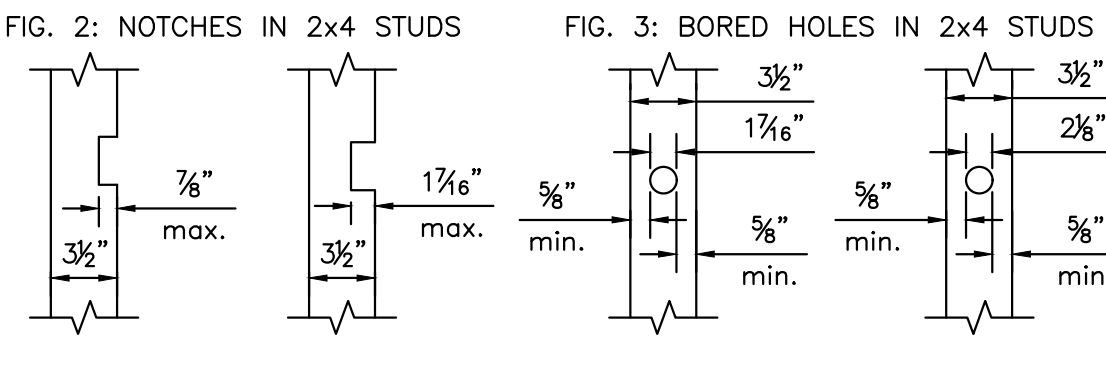 FIG. 2: NOTCHES IN 2x4 STUDS
7/8"
max.
3½"
1 7/16"
max.
3½"
FIG. 3: BORED HOLES IN 2x4 STUDS
3½"
1 7/16"
5/8"
min.
5/8"
min.
3½"
2⅛"
5/8"
min.
5/8"
min